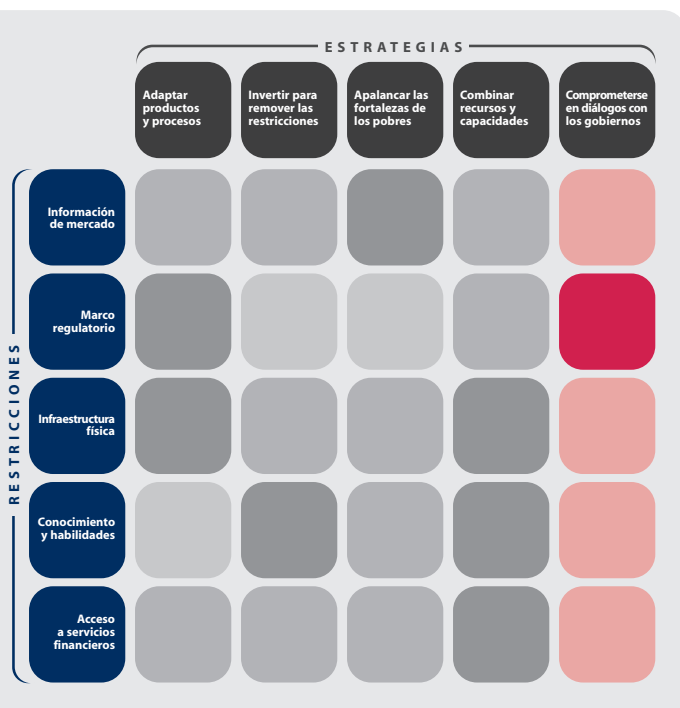 ESTRATEGIAS
Adaptar
productos
y procesos
Invertir para
remover las
restricciones
Apalancar las
fortalezas de
los pobres
Combinar
recursos y
capacidades
Comprometerse
en diálogos con
los gobiernos
RESTRICCIONES
Información
de mercado
Marco
regulatorio
Infraestructura
física
Conocimiento
y habilidades
Acceso
a servicios
financieros